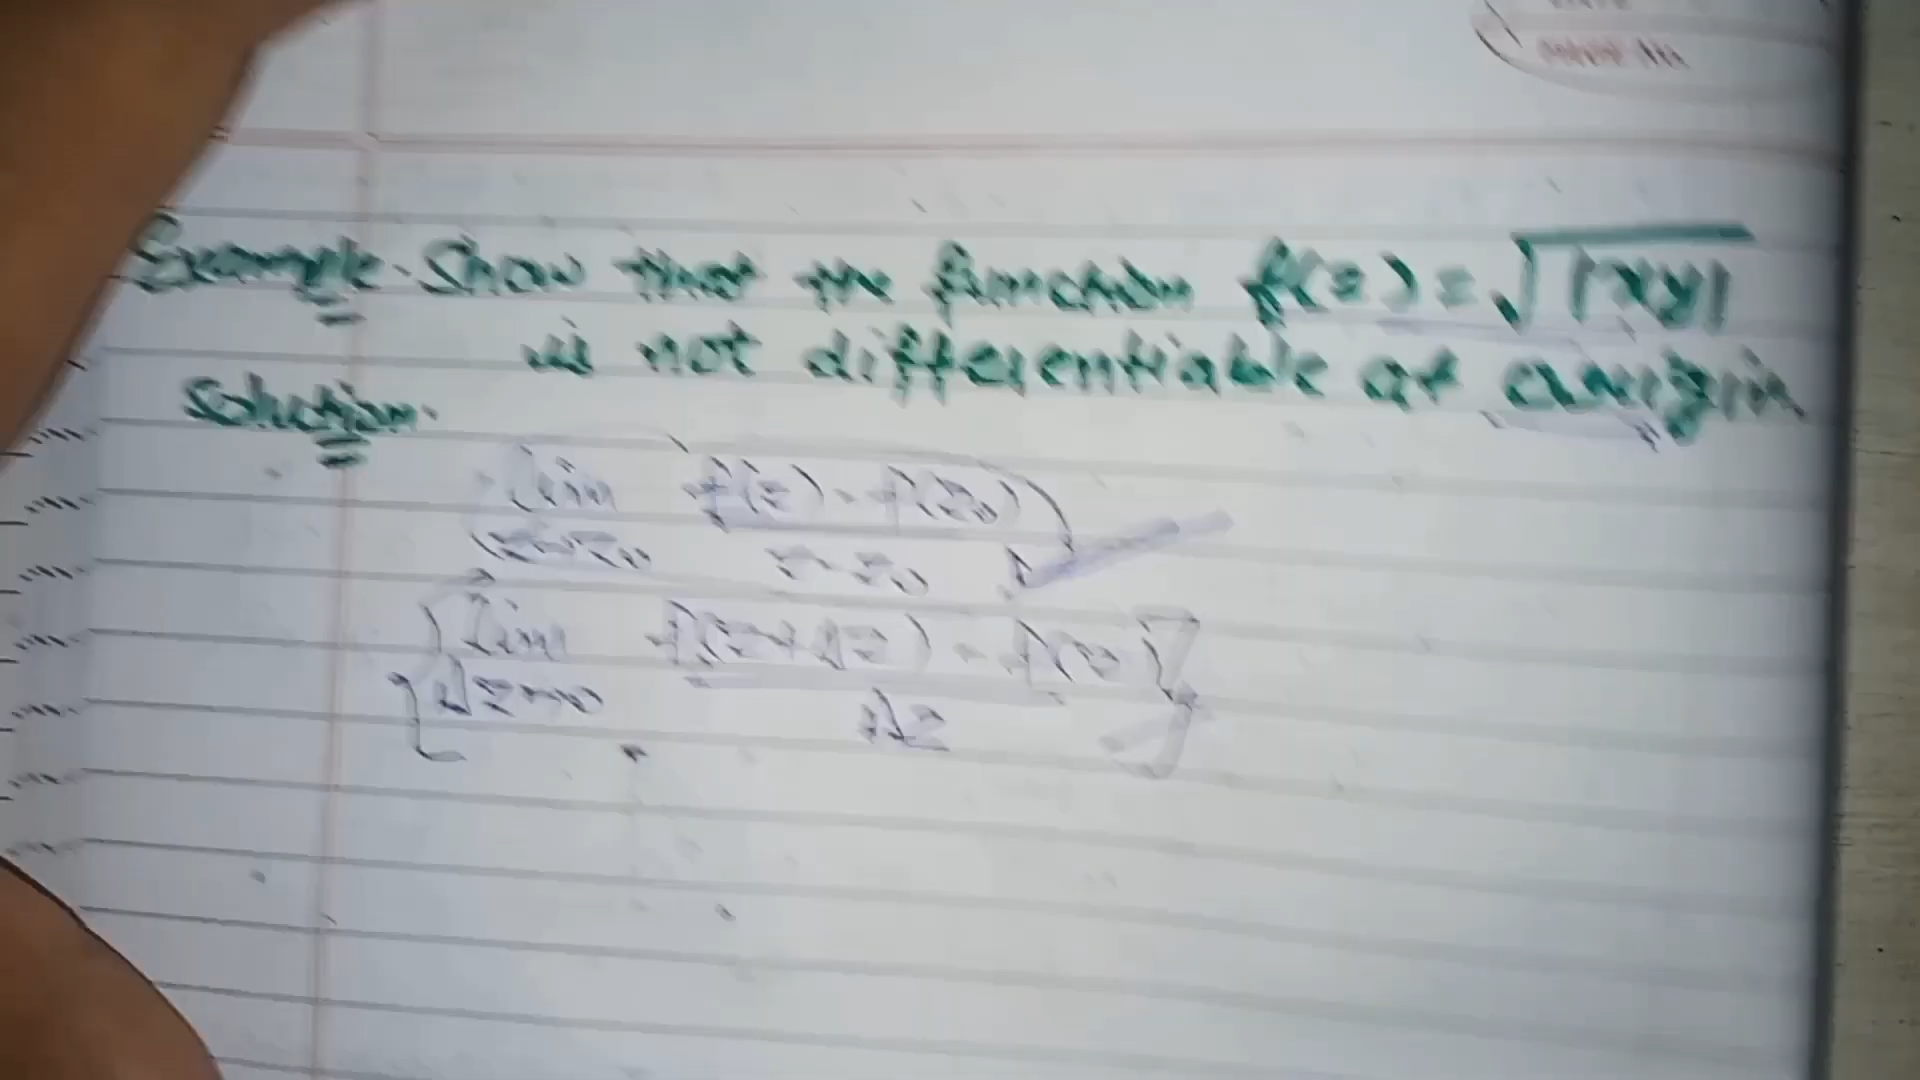 Example. Show that the function f(z) = √|xy|
is not differentiable at origin
Solution.
lim f(z) - f(z₀)
z→z₀ z-z₀
lim f(z+Δz) - f(z)
Δz→0 Δz